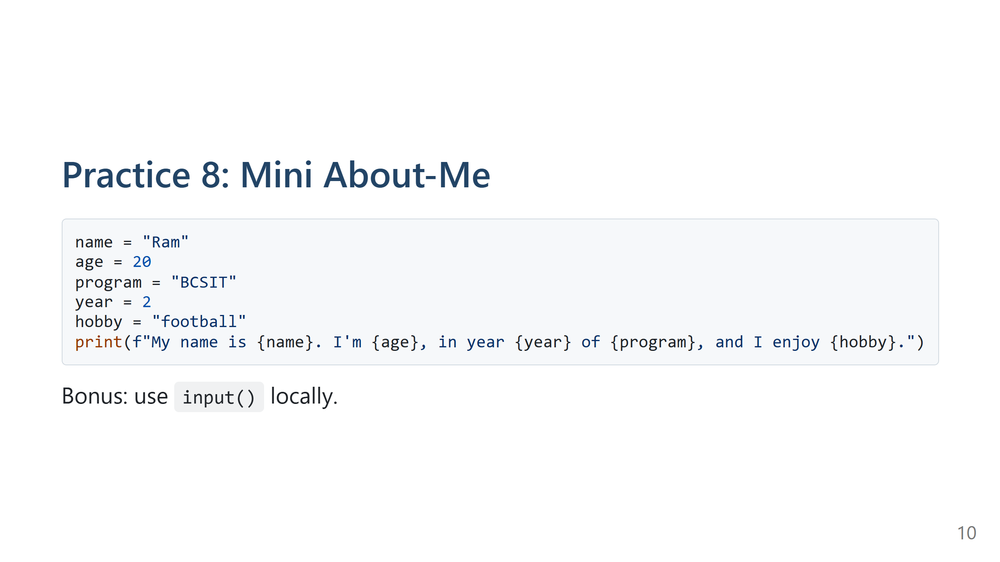 Practice 8: Mini About-Me
name = "Ram"
age = 20
program = "BCSIT"
year = 2
hobby = "football"
print(f"My name is {name}. I'm {age}, in year {year} of {program}, and I enjoy {hobby}.")
Bonus: use input() locally.
10